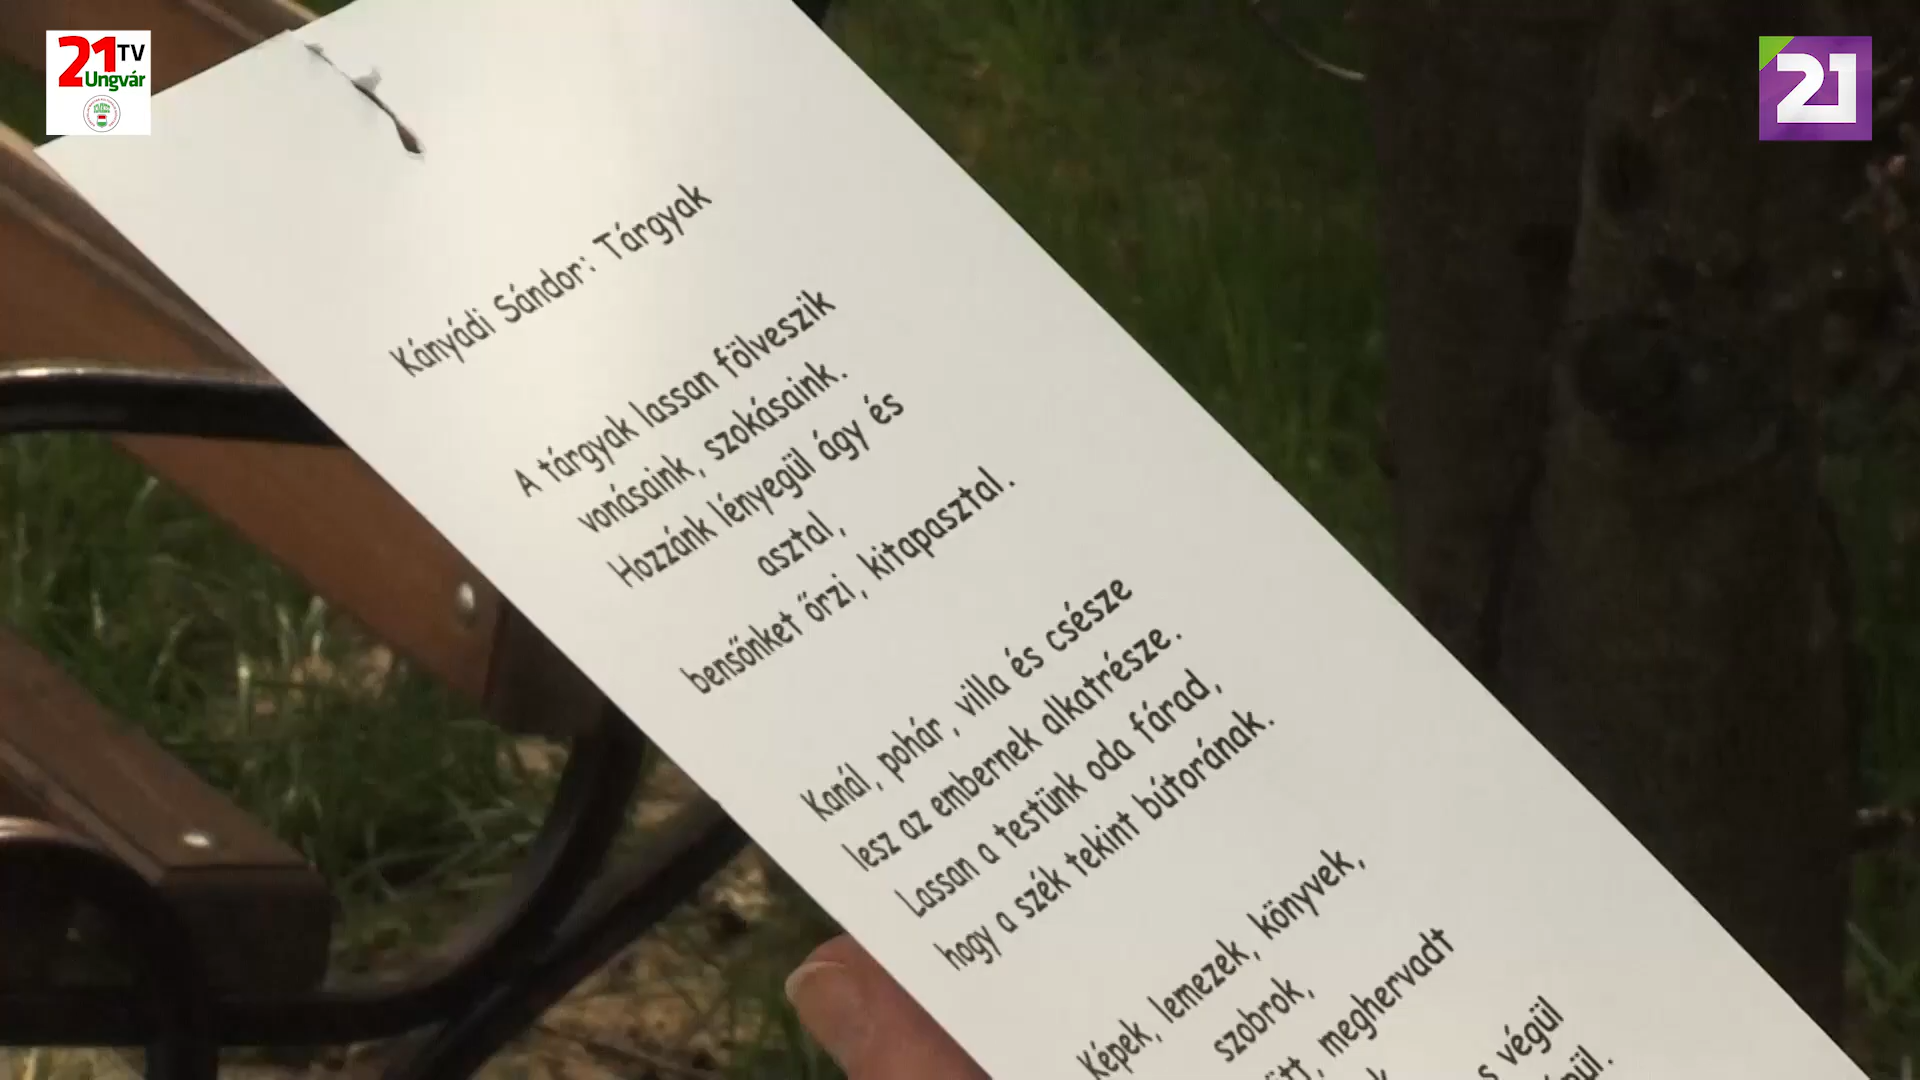 21 TV
Ungvár
21
Kányádi Sándor: Tárgyak
A tárgyak lassan fölveszik
vonásaink, szokásaink.
Hozzánk lényegül ágy és
asztal,
bensőnket őrzi, kitapasztal.
Kanál, pohár, villa és csésze
lesz az embernek alkatrésze.
Lassan a testünk oda fárad,
hogy a szék tekint bútorának.
Képek, lemezek, könyvek,
szobrok,
meghervadt
végül